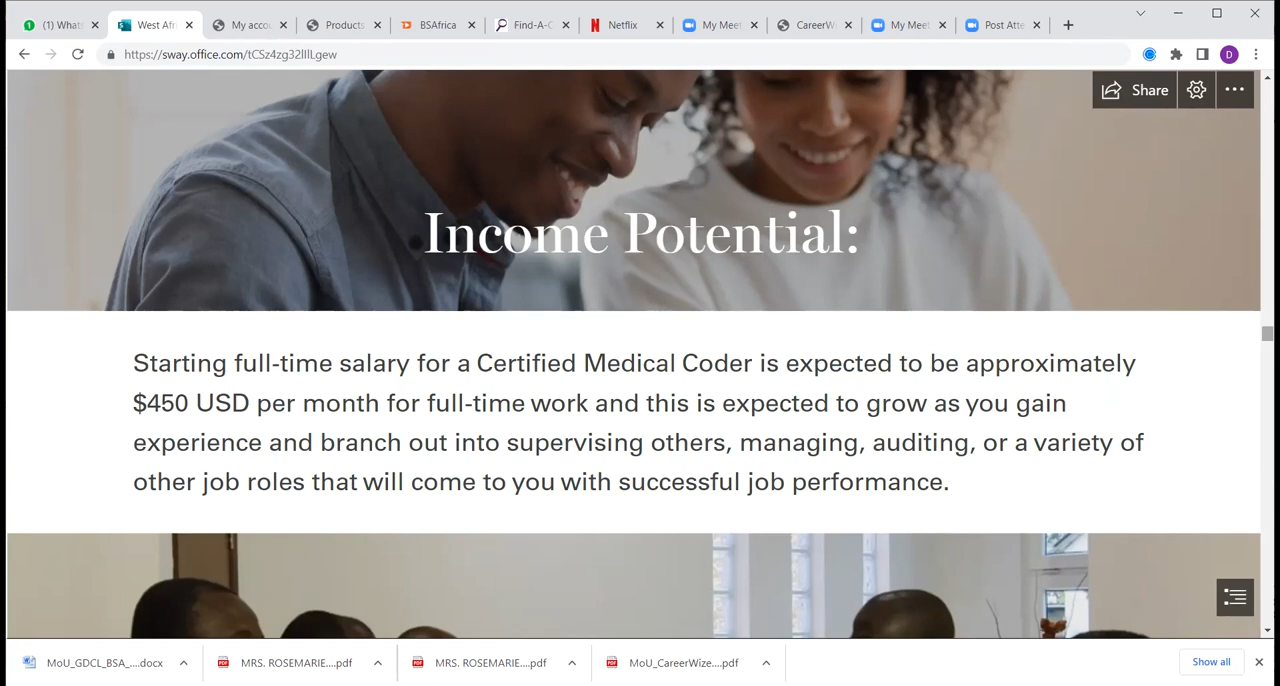 (1) What
West Afr
My acco
Products
BSAfrica
Find-A-C
Netflix
My Meet
CareerW
My Meet
Post Atte
https://sway.office.com/tCSz4zg32lIILgew
D
Share
Income Potential:
Starting full-time salary for a Certified Medical Coder is expected to be approximately
$450 USD per month for full-time work and this is expected to grow as you gain
experience and branch out into supervising others, managing, auditing, or a variety of
other job roles that will come to you with successful job performance.
MoU_GDCL_BSA_....docx
MRS. ROSEMARIE....pdf
MRS. ROSEMARIE....pdf
MoU_CareerWize....pdf
Show all